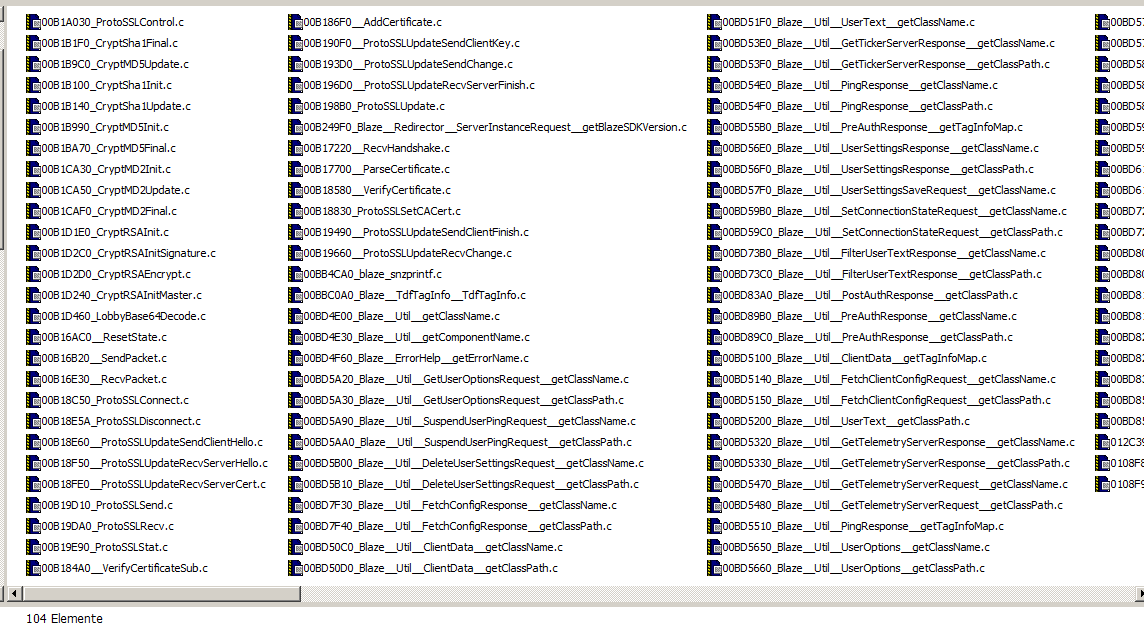 00B1A030_ProtoSSLControl.c
00B1B1F0_CryptSha1Final.c
00B1B9C0_CryptMD5Update.c
00B1B100_CryptSha1Init.c
00B1B140_CryptSha1Update.c
00B1B990_CryptMD5Init.c
00B1BA70_CryptMD5Final.c
00B1CA30_CryptMD2Init.c
00B1CA50_CryptMD2Update.c
00B1CAF0_CryptMD2Final.c
00B1D1E0_CryptRSAInit.c
00B1D2C0_CryptRSAInitSignature.c
00B1D2D0_CryptRSAEncrypt.c
00B1D240_CryptRSAInitMaster.c
00B1D460_LobbyBase64Decode.c
00B16AC0__ResetState.c
00B16B20__SendPacket.c
00B16E30__RecvPacket.c
00B18C50_ProtoSSLConnect.c
00B18E5A_ProtoSSLDisconnect.c
00B18E60__ProtoSSLUpdateSendClientHello.c
00B18F50__ProtoSSLUpdateRecvServerHello.c
00B18FE0__ProtoSSLUpdateRecvServerCert.c
00B19D10_ProtoSSLSend.c
00B19DA0_ProtoSSLRecv.c
00B19E90_ProtoSSLStat.c
00B184A0__VerifyCertificateSub.c
00B186F0__AddCertificate.c
00B190F0__ProtoSSLUpdateSendClientKey.c
00B193D0__ProtoSSLUpdateSendChange.c
00B196D0__ProtoSSLUpdateRecvServerFinish.c
00B198B0_ProtoSSLUpdate.c
00B249F0_Blaze__Redirector__ServerInstanceRequest__getBlazeSDKVersion.c
00B17220__RecvHandshake.c
00B17700__ParseCertificate.c
00B18580__VerifyCertificate.c
00B18830_ProtoSSLSetCACert.c
00B19490__ProtoSSLUpdateSendClientFinish.c
00B19660__ProtoSSLUpdateRecvChange.c
00BB4CA0_blaze_snzprintf.c
00BBC0A0_Blaze__TdfTagInfo__TdfTagInfo.c
00BD4E00_Blaze__Util__getClassName.c
00BD4E30_Blaze__Util__getComponentName.c
00BD4F60_Blaze__ErrorHelp__getErrorName.c
00BD5A20_Blaze__Util__GetUserOptionsRequest__getClassName.c
00BD5A30_Blaze__Util__GetUserOptionsRequest__getClassPath.c
00BD5A90_Blaze__Util__SuspendUserPingRequest__getClassName.c
00BD5AA0_Blaze__Util__SuspendUserPingRequest__getClassPath.c
00BD5B00_Blaze__Util__DeleteUserSettingsRequest__getClassName.c
00BD5B10_Blaze__Util__DeleteUserSettingsRequest__getClassPath.c
00BD7F30_Blaze__Util__FetchConfigResponse__getClassName.c
00BD7F40_Blaze__Util__FetchConfigResponse__getClassPath.c
00BD50C0_Blaze__Util__ClientData__getClassName.c
00BD50D0_Blaze__Util__ClientData__getClassPath.c
00BD51F0_Blaze__Util__UserText__getClassName.c
00BD53E0_Blaze__Util__GetTickerServerResponse__getClassName.c
00BD53F0_Blaze__Util__GetTickerServerResponse__getClassPath.c
00BD54E0_Blaze__Util__PingResponse__getClassName.c
00BD54F0_Blaze__Util__PingResponse__getClassPath.c
00BD55B0_Blaze__Util__PreAuthResponse__getTagInfoMap.c
00BD56E0_Blaze__Util__UserSettingsResponse__getClassName.c
00BD56F0_Blaze__Util__UserSettingsResponse__getClassPath.c
00BD57F0_Blaze__Util__UserSettingsSaveRequest__getClassName.c
00BD59B0_Blaze__Util__SetConnectionStateRequest__getClassName.c
00BD59C0_Blaze__Util__SetConnectionStateRequest__getClassPath.c
00BD73B0_Blaze__Util__FilterUserTextResponse__getClassName.c
00BD73C0_Blaze__Util__FilterUserTextResponse__getClassPath.c
00BD83A0_Blaze__Util__PostAuthResponse__getClassPath.c
00BD89B0_Blaze__Util__PreAuthResponse__getClassName.c
00BD89C0_Blaze__Util__PreAuthResponse__getClassPath.c
00BD5100_Blaze__Util__ClientData__getTagInfoMap.c
00BD5140_Blaze__Util__FetchClientConfigRequest__getClassName.c
00BD5150_Blaze__Util__FetchClientConfigRequest__getClassPath.c
00BD5200_Blaze__Util__UserText__getClassPath.c
00BD5320_Blaze__Util__GetTelemetryServerResponse__getClassName.c
00BD5330_Blaze__Util__GetTelemetryServerResponse__getClassPath.c
00BD5470_Blaze__Util__GetTelemetryServerRequest__getClassName.c
00BD5480_Blaze__Util__GetTelemetryServerRequest__getClassPath.c
00BD5510_Blaze__Util__PingResponse__getTagInfoMap.c
00BD5650_Blaze__Util__UserOptions__getClassName.c
00BD5660_Blaze__Util__UserOptions__getClassPath.c
104 Elemente